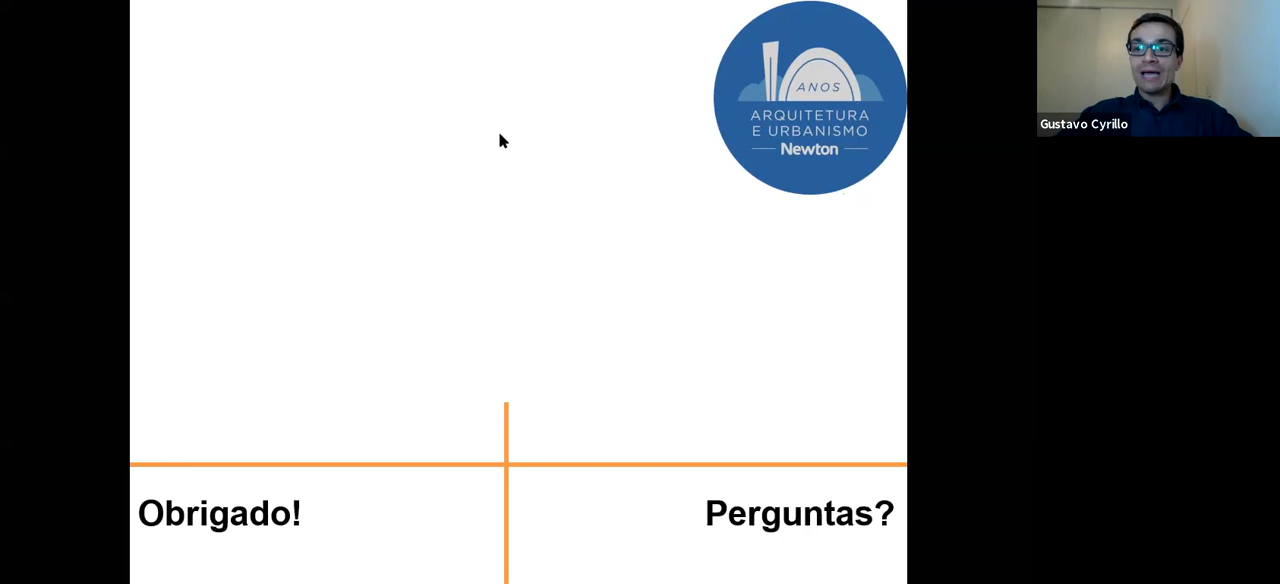 ANOS
ARQUITETURA
E URBANISMO
Newton
Gustavo Cyrillo
Obrigado!
Perguntas?